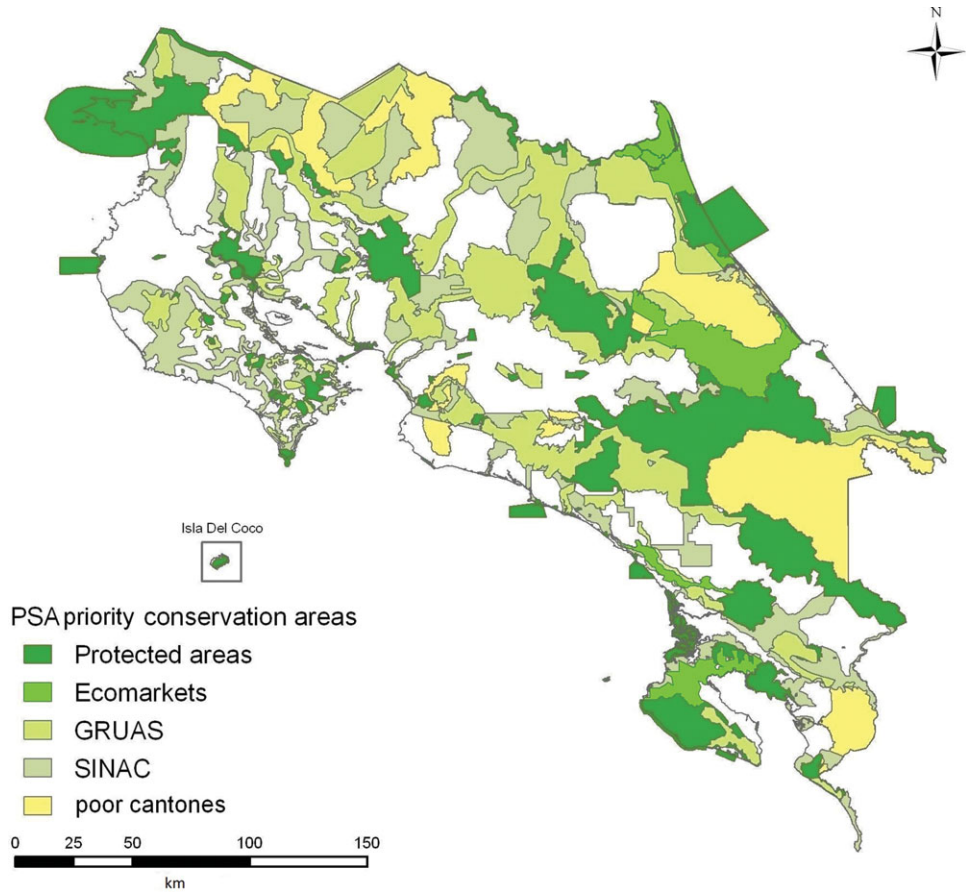 N
Isla Del Coco
PSA priority conservation areas
Protected areas
Ecomarkets
GRUAS
SINAC
poor cantones
0 25 50 100 150
km